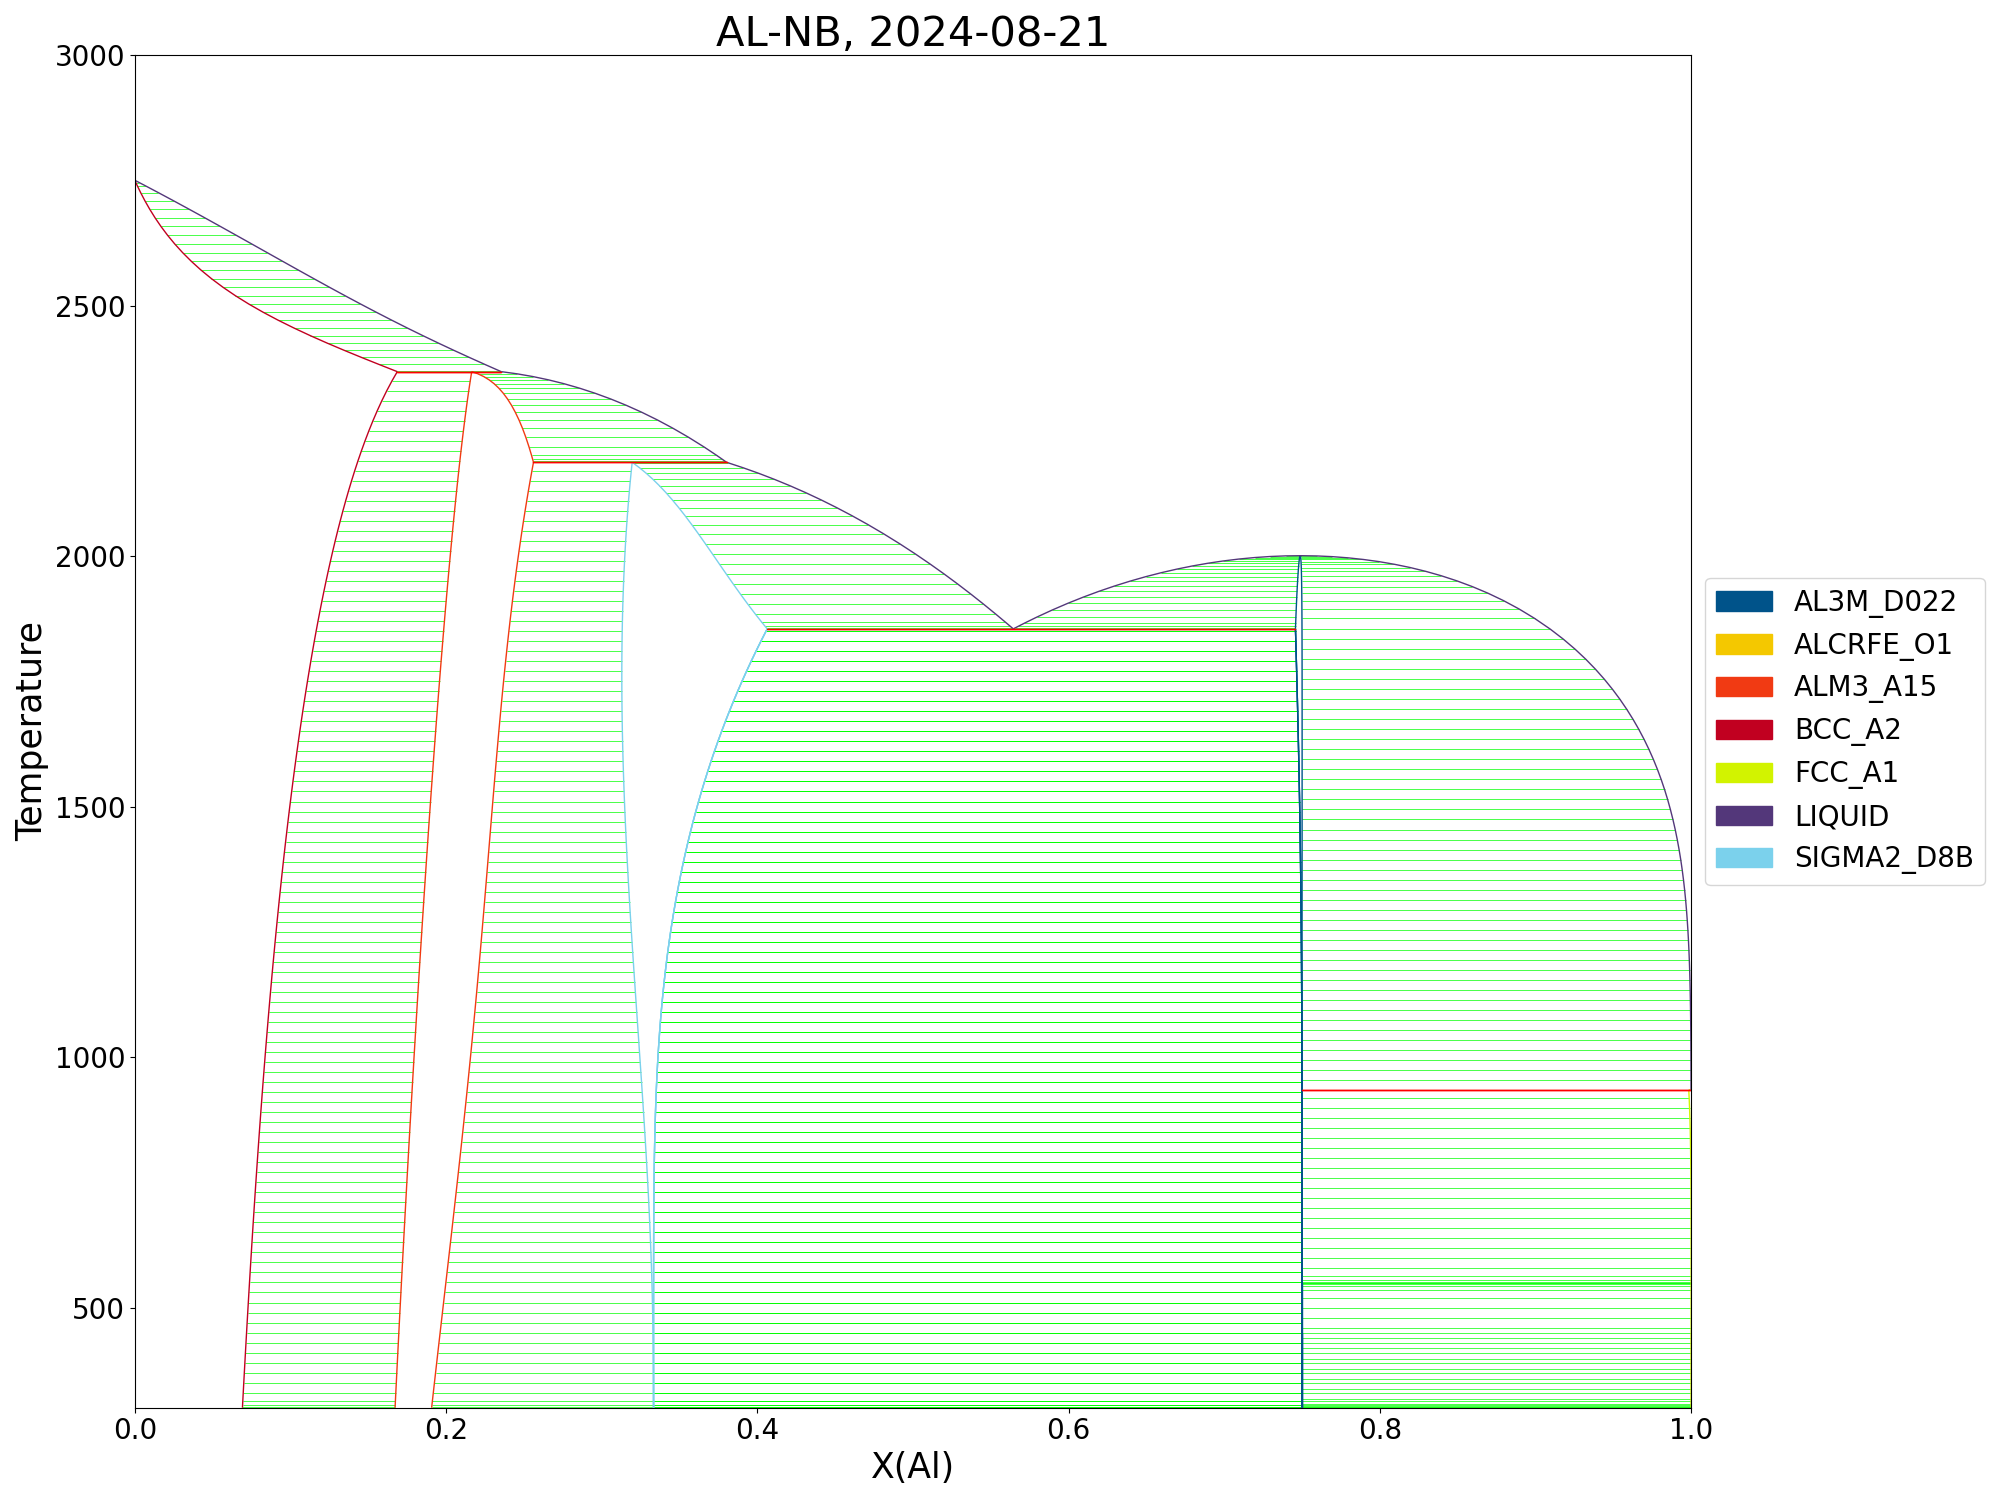 AL-NB, 2024-08-21
3000
2500
2000
1500
1000
500
Temperature
0.0 0.2 0.4 0.6 0.8 1.0
X(Al)
AL3M_D022
ALCRFE_O1
ALM3_A15
BCC_A2
FCC_A1
LIQUID
SIGMA2_D8B